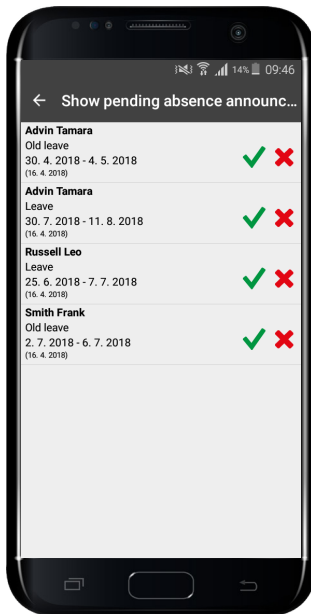 14% 09:46
Show pending absence announc...
Advin Tamara
Old leave
30. 4. 2018 - 4. 5. 2018
(16. 4. 2018)
Advin Tamara
Leave
30. 7. 2018 - 11. 8. 2018
(16. 4. 2018)
Russell Leo
Leave
25. 6. 2018 - 7. 7. 2018
(16. 4. 2018)
Smith Frank
Old leave
2. 7. 2018 - 6. 7. 2018
(16. 4. 2018)